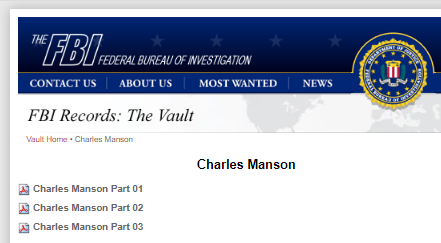 THE FBI FEDERAL BUREAU OF INVESTIGATION
CONTACT US | ABOUT US | MOST WANTED | NEWS
FBI Records: The Vault
Vault Home • Charles Manson
Charles Manson
Charles Manson Part 01
Charles Manson Part 02
Charles Manson Part 03